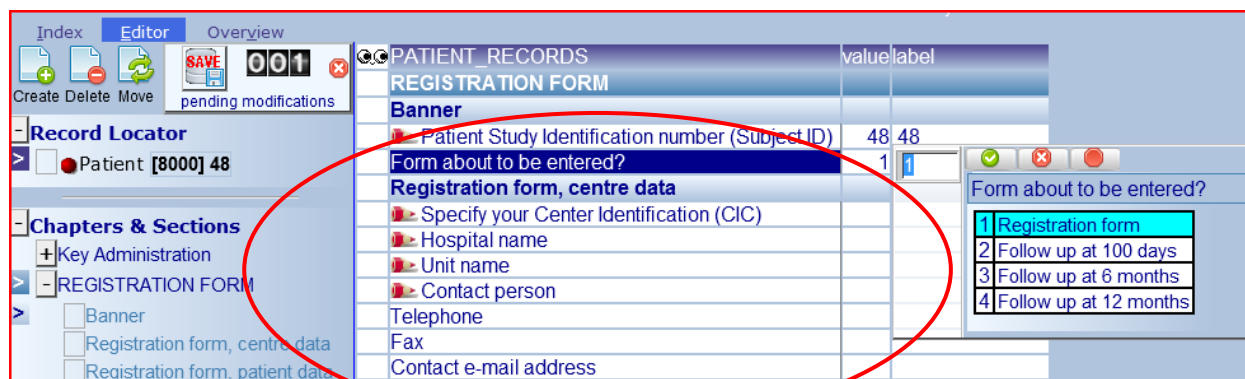 Index Editor Overview
SAVE 001
Create Delete Move pending modifications
- Record Locator
> Patient [8000] 48
- Chapters & Sections
+ Key Administration
> - REGISTRATION FORM
> Banner
Registration form, centre data
Registration form, patient data
PATIENT_RECORDS value label
REGISTRATION FORM
Banner
Patient Study Identification number (Subject ID) 48 48
Form about to be entered? 1 1
Registration form, centre data
Specify your Center Identification (CIC)
Hospital name
Unit name
Contact person
Telephone
Fax
Contact e-mail address
Form about to be entered?
1 Registration form
2 Follow up at 100 days
3 Follow up at 6 months
4 Follow up at 12 months